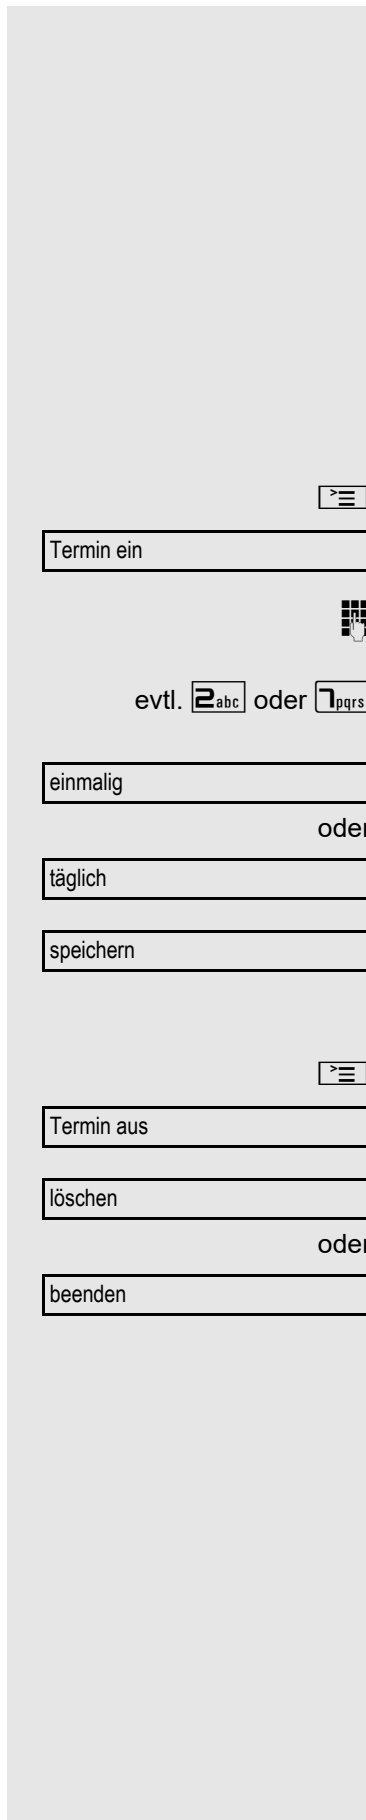 Termin ein
evtl. 2abc oder 7pqrs
einmalig
oder
täglich
speichern
Termin aus
löschen
oder
beenden